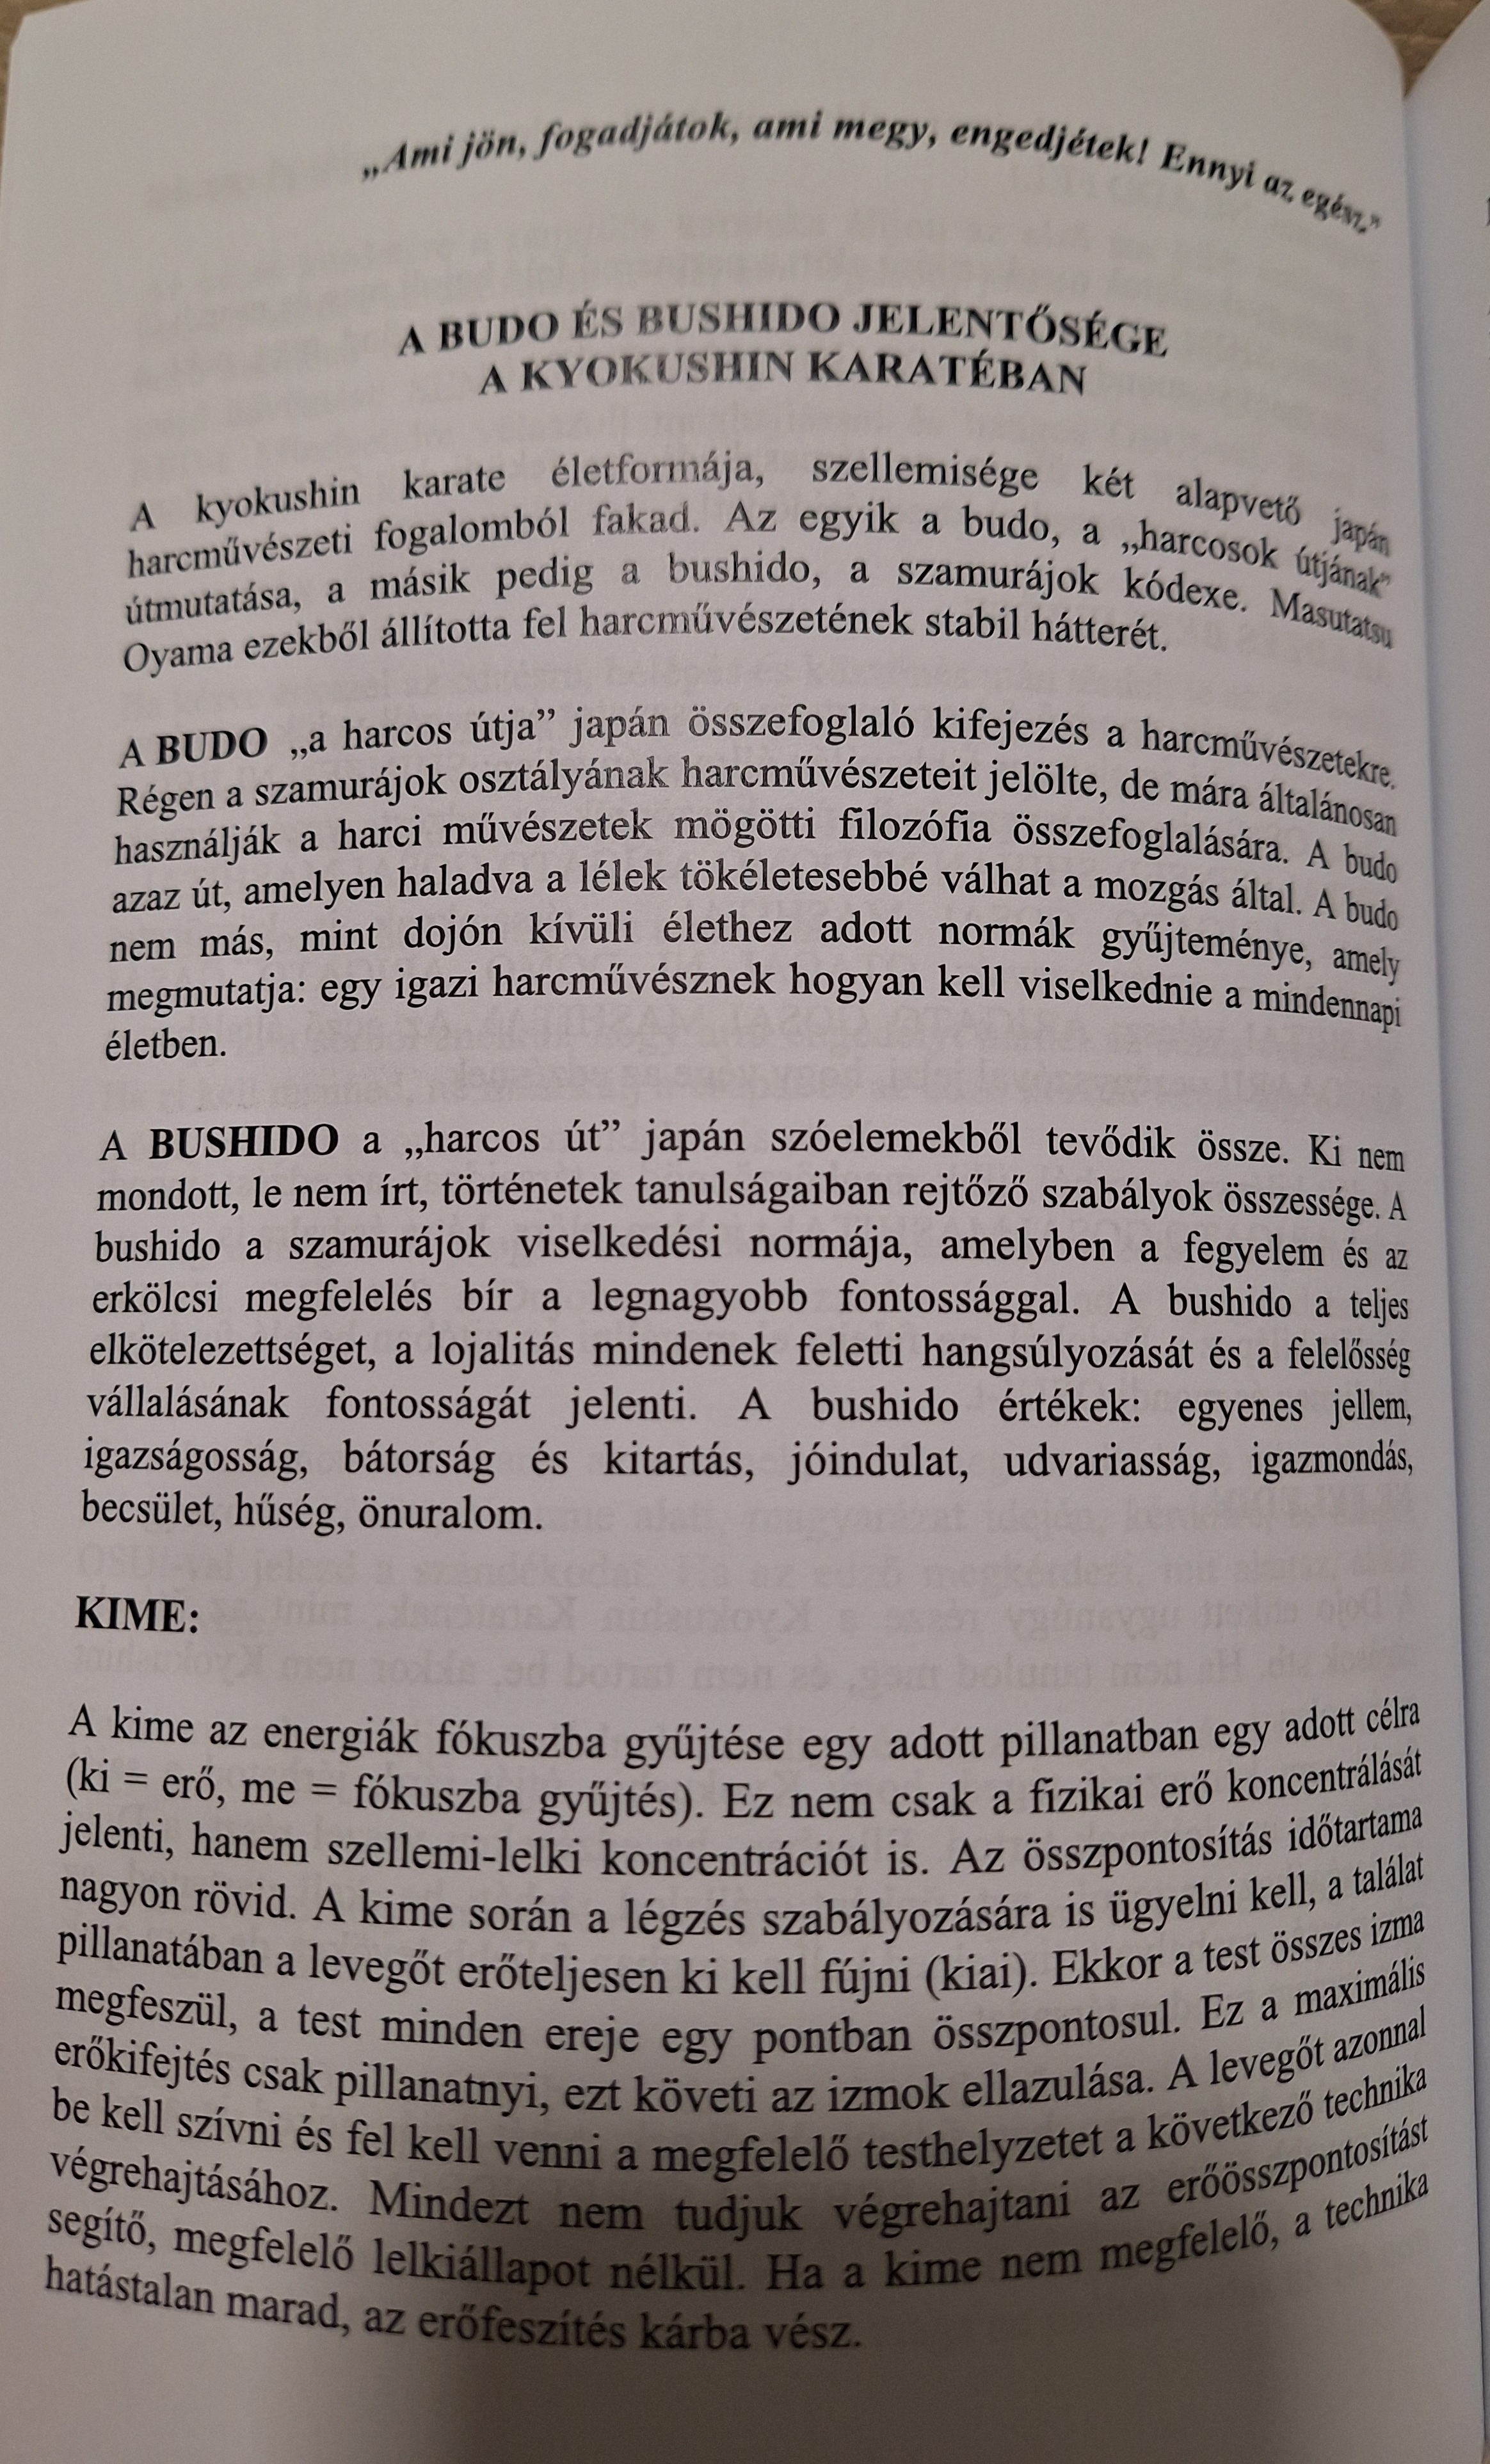 „Ami jön, fogadjátok, ami megy, engedjétek! Ennyi az egész.”
A BUDO ÉS BUSHIDO JELENTŐSÉGE
A KYOKUSHIN KARATÉBAN
A kyokushin karate életformája, szellemisége két alapvető japán
harcművészeti fogalomból fakad. Az egyik a budo, a „harcosok útjának”
útmutatása, a másik pedig a bushido, a szamurájok kódexe. Masutatsu
Oyama ezekből állította fel harcművészetének stabil hátterét.
A BUDO „a harcos útja” japán összefoglaló kifejezés a harcművészetekre.
Régen a szamurájok osztályának harcművészeteit jelölte, de mára általánosan
használják a harci művészetek mögötti filozófia összefoglalására. A budo
azaz út, amelyen haladva a lélek tökéletesebbé válhat a mozgás által. A budo
nem más, mint dojón kívüli élethez adott normák gyűjteménye, amely
megmutatja: egy igazi harcművésznek hogyan kell viselkednie a mindennapi
életben.
A BUSHIDO a „harcos út” japán szóelemekből tevődik össze. Ki nem
mondott, le nem írt, történetek tanulságaiban rejtőző szabályok összessége. A
bushido a szamurájok viselkedési normája, amelyben a fegyelem és az
erkölcsi megfelelés bír a legnagyobb fontossággal. A bushido a teljes
elkötelezettséget, a lojalitás mindenek feletti hangsúlyozását és a felelősség
vállalásának fontosságát jelenti. A bushido értékek: egyenes jellem,
igazságosság, bátorság és kitartás, jóindulat, udvariasság, igazmondás,
becsület, hűség, önuralom.
KIME:
A kime az energiák fókuszba gyűjtése egy adott pillanatban egy adott célra
(ki = erő, me = fókuszba gyűjtés). Ez nem csak a fizikai erő koncentrálását
jelenti, hanem szellemi-lelki koncentrációt is. Az összpontosítás időtartama
nagyon rövid. A kime során a légzés szabályozására is ügyelni kell, a találat
pillanatában a levegőt erőteljesen ki kell fújni (kiai). Ekkor a test összes izma
megfeszül, a test minden ereje egy pontban összpontosul. Ez a maximális
erőkifejtés csak pillanatnyi, ezt követi az izmok ellazulása. A levegőt azonnal
be kell szívni és fel kell venni a megfelelő testhelyzetet a következő technika
végrehajtásához. Mindezt nem tudjuk végrehajtani az erőösszpontosítást
segítő, megfelelő lelkiállapot nélkül. Ha a kime nem megfelelő, a technika
hatástalan marad, az erőfeszítés kárba vész.